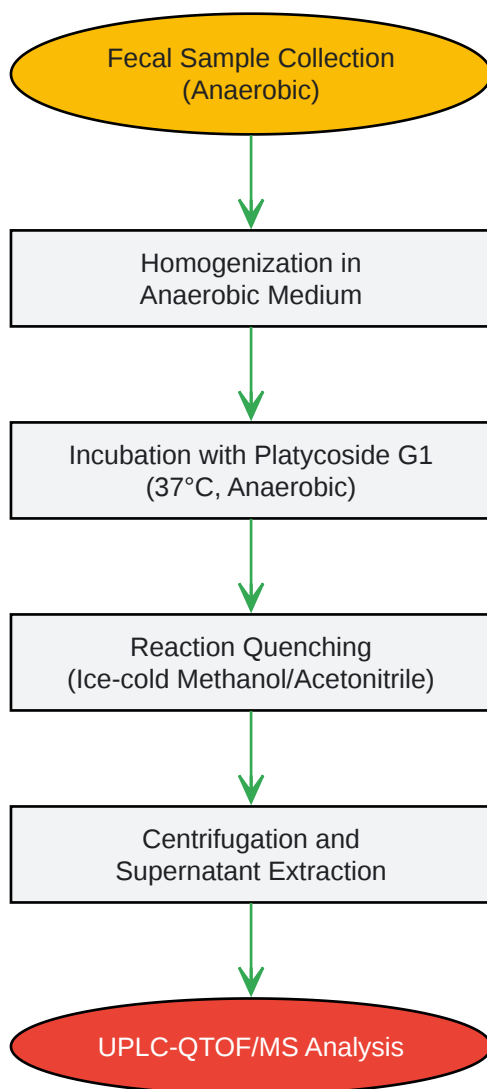 Fecal Sample Collection
(Anaerobic)
Homogenization in
Anaerobic Medium
Incubation with Platycoside G1
(37°C, Anaerobic)
Reaction Quenching
(Ice-cold Methanol/Acetonitrile)
Centrifugation and
Supernatant Extraction
UPLC-QTOF/MS Analysis